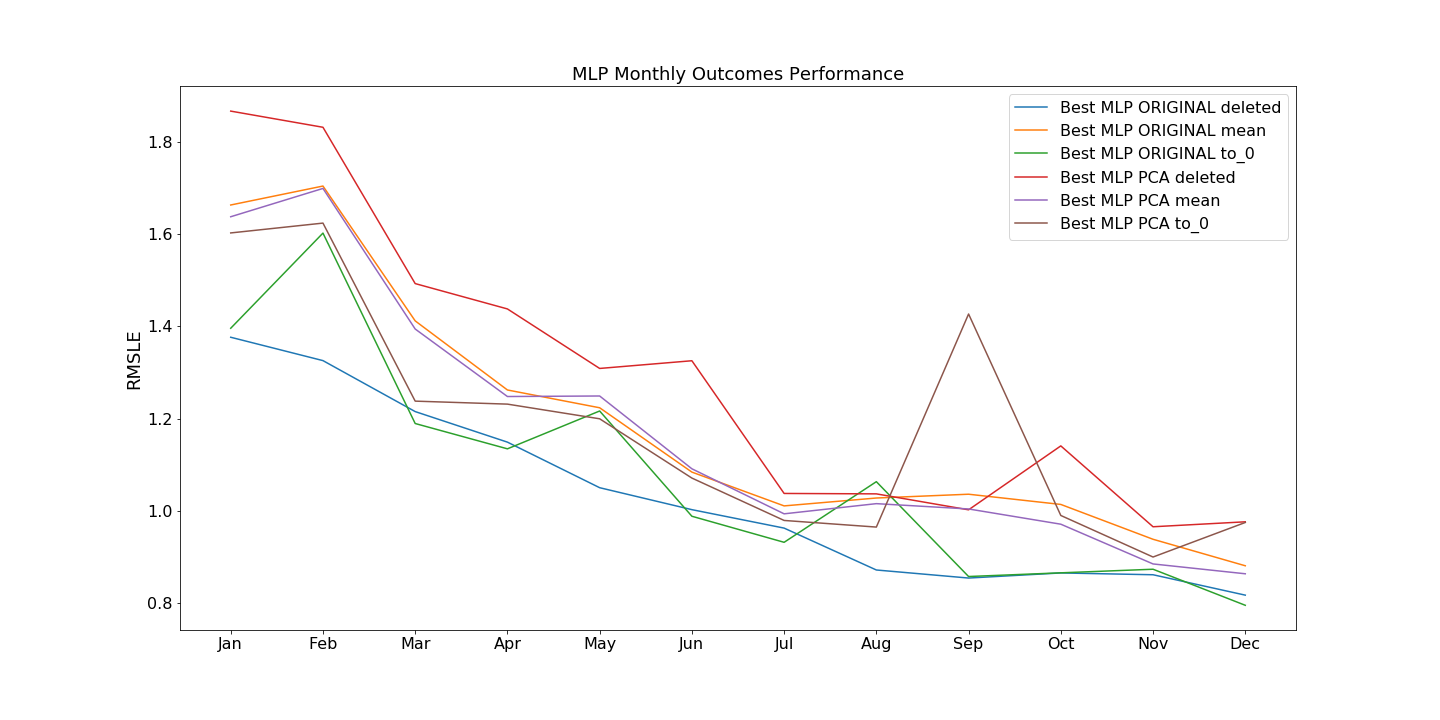 MLP Monthly Outcomes Performance
Best MLP ORIGINAL deleted
Best MLP ORIGINAL mean
Best MLP ORIGINAL to_0
Best MLP PCA deleted
Best MLP PCA mean
Best MLP PCA to_0
RMSLE
1.8
1.6
1.4
1.2
1.0
0.8
Jan Feb Mar Apr May Jun Jul Aug Sep Oct Nov Dec